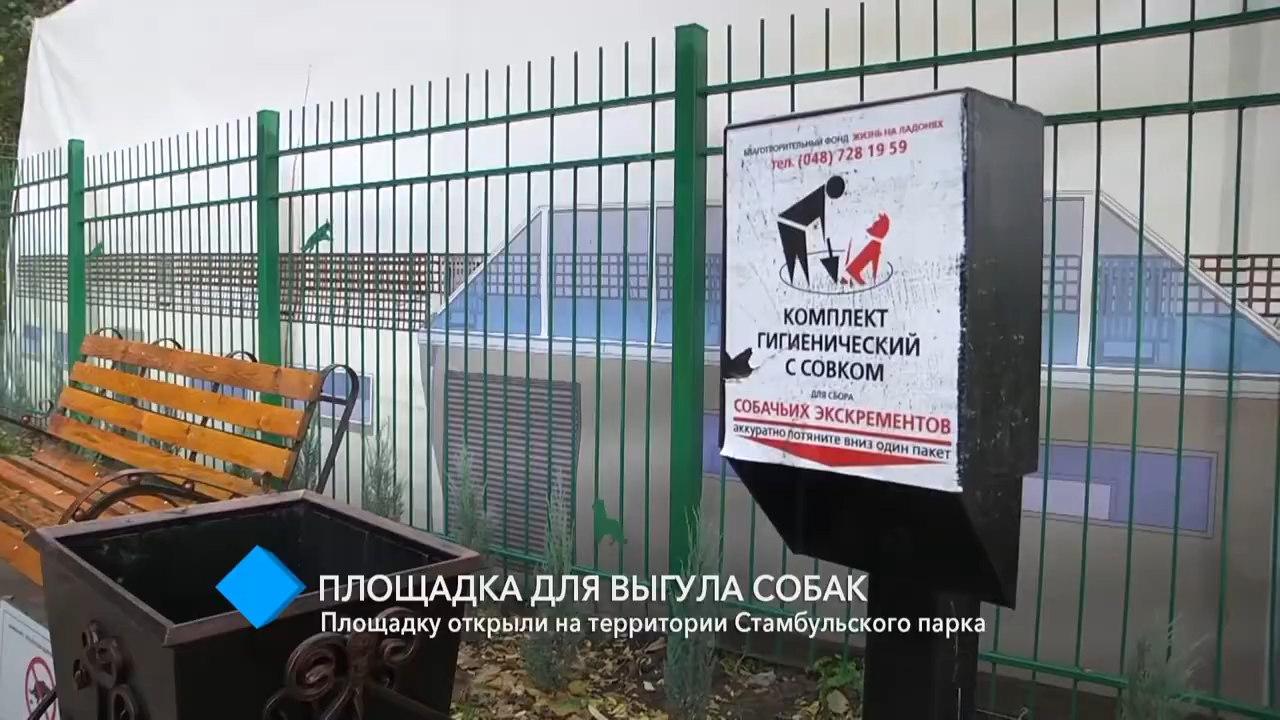 БЛАГОТВОРИТЕЛЬНЫЙ ФОНД ЖИЗНЬ НА ЛАДОНЯХ
тел. (048) 728 19 59
КОМПЛЕКТ
ГИГИЕНИЧЕСКИЙ
С СОВКОМ
ДЛЯ СБОРА
СОБАЧЬИХ ЭКСКРЕМЕНТОВ
аккуратно потяните вниз один пакет
ПЛОЩАДКА ДЛЯ ВЫГУЛА СОБАК
Площадку открыли на территории Стамбульского парка